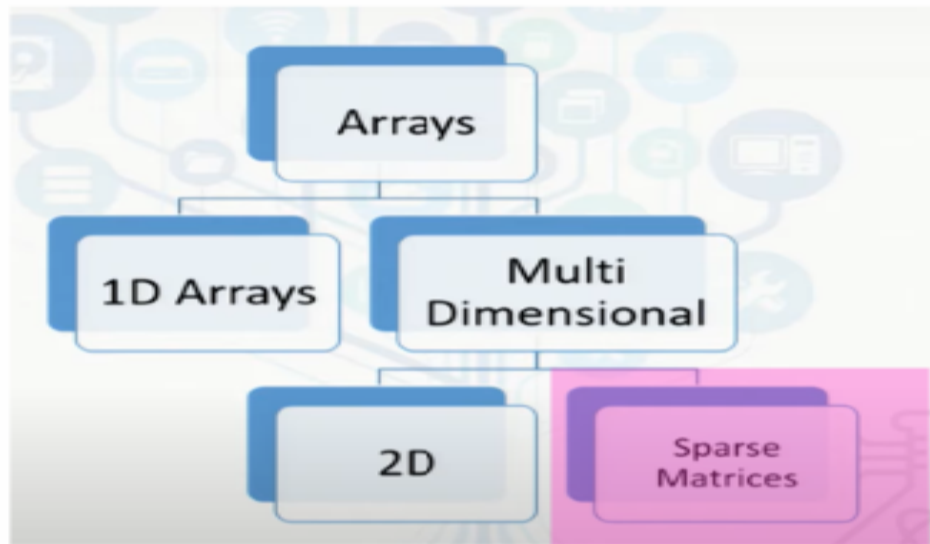 Arrays
1D Arrays
Multi
Dimensional
2D
Sparse
Matrices